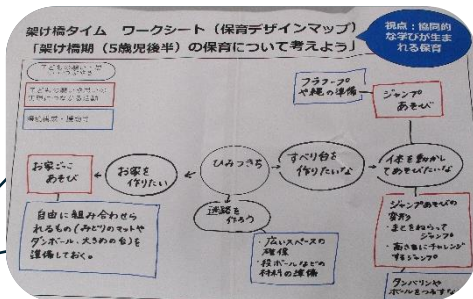 架け橋タイム　ワークシート（保育デザインマップ）
「架け橋期（5歳児後半）の保育について考えよう」
視点：協同的
な学びが生ま
れる保育
フラフープ
や縄の準備
ジャンプ
あそび
お家ごっこ
あそび
お家を
作りたい
ひみつきち
すべり台を
作りたいな
体を動かし
てあそびたいな
迷路を
作ろう
自由に組み合わせら
れるもの（みどりのマットや
ダンボール、大きめの台）を
準備しておく。
・広いスペースの
確保
・段ボールなどの
材料の準備
ジャンプあそびの
・まとをねらって
ジャンプ
・高さにチャレンジ
するジャンプ
タンバリンや